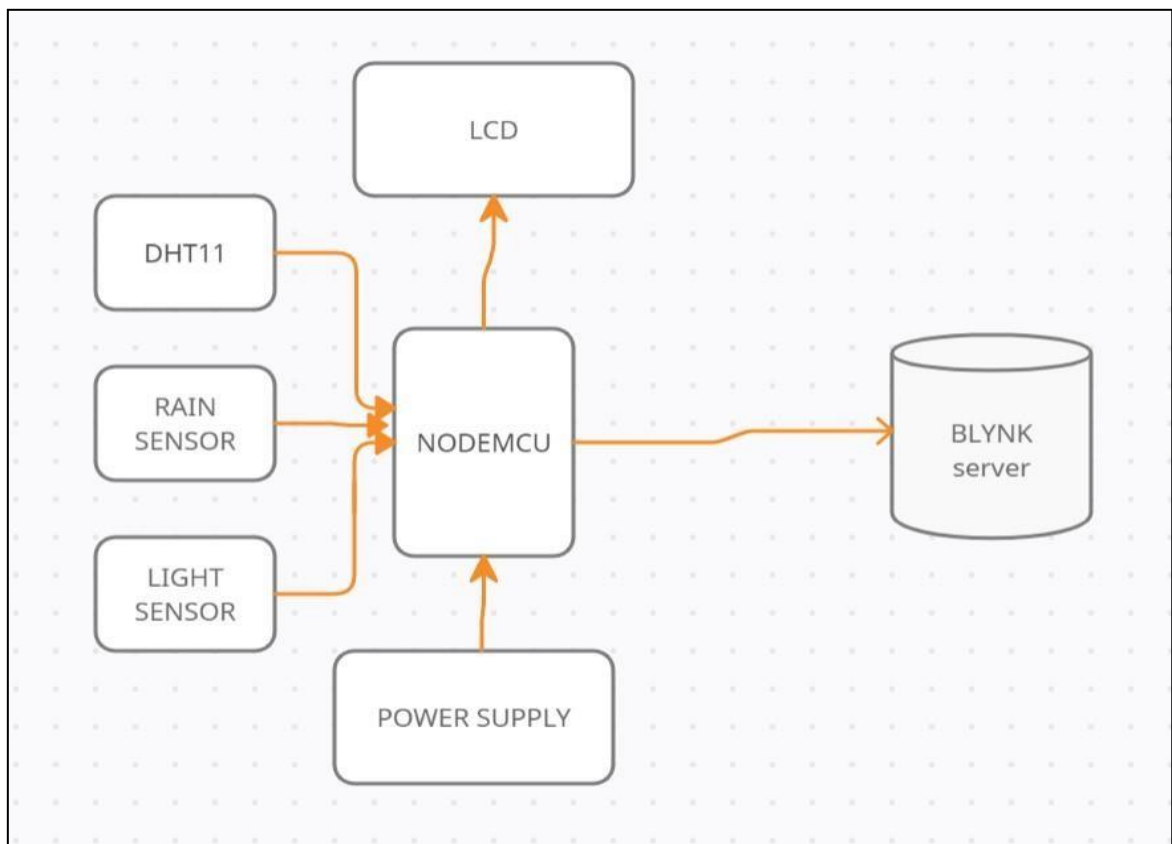 LCD
DHT11
RAIN
SENSOR
NODEMCU
BLYNK
server
LIGHT
SENSOR
POWER SUPPLY